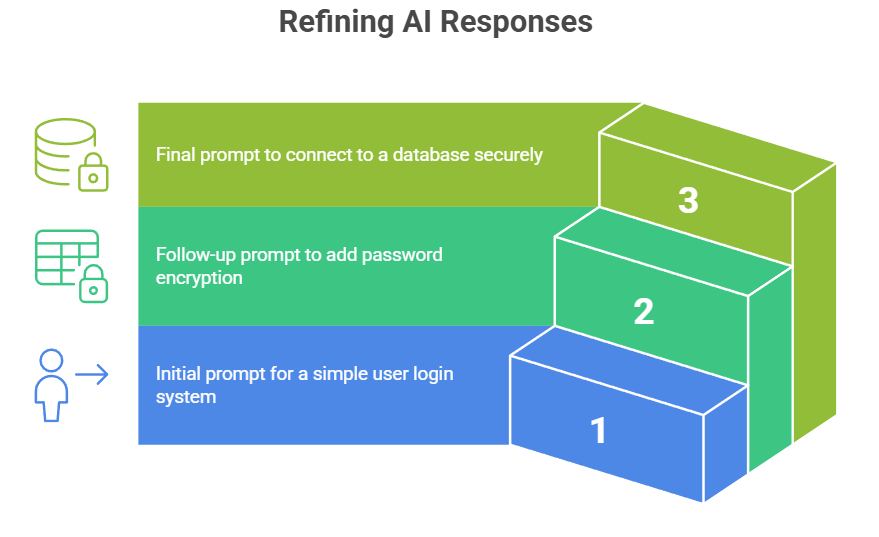 Refining AI Responses
Final prompt to connect to a database securely
3
Follow-up prompt to add password
encryption
2
Initial prompt for a simple user login
system
1